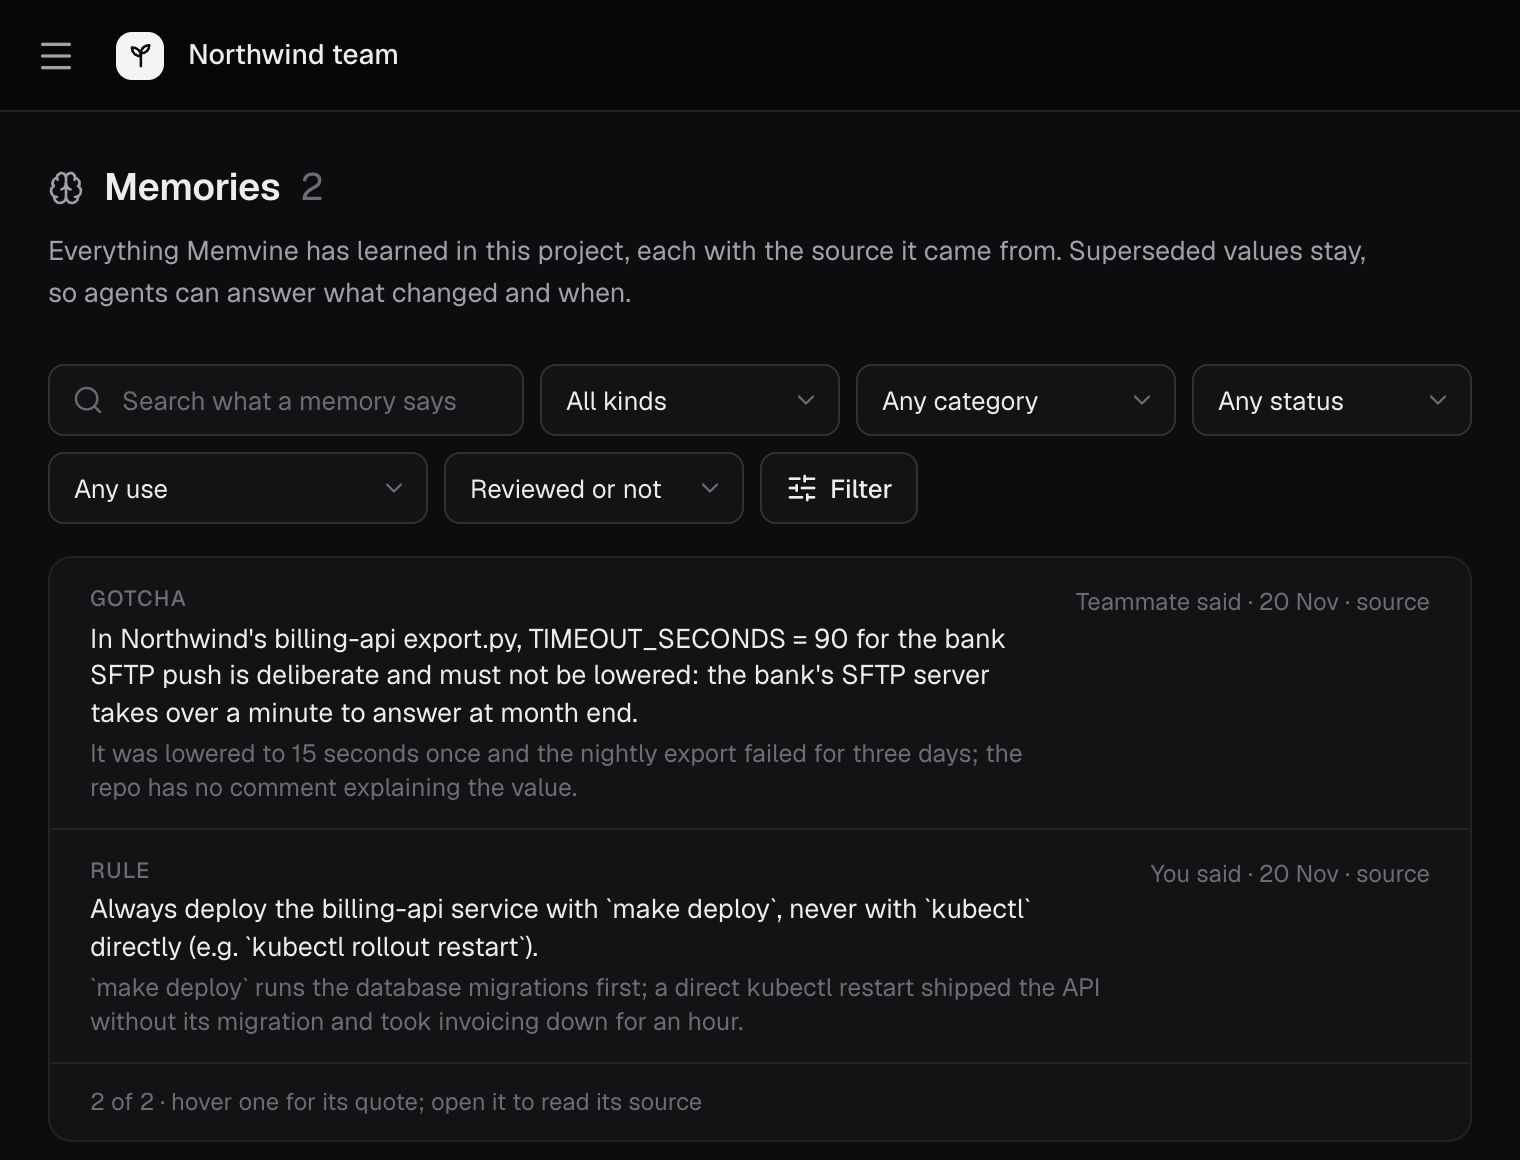 Northwind team
Memories 2
Everything Memvine has learned in this project, each with the source it came from. Superseded values stay,
so agents can answer what changed and when.
Search what a memory says
All kinds
Any category
Any status
Any use
Reviewed or not
Filter
GOTCHA
Teammate said · 20 Nov · source
In Northwind's billing-api export.py, TIMEOUT_SECONDS = 90 for the bank
SFTP push is deliberate and must not be lowered: the bank's SFTP server
takes over a minute to answer at month end.
It was lowered to 15 seconds once and the nightly export failed for three days; the
repo has no comment explaining the value.
RULE
You said · 20 Nov · source
Always deploy the billing-api service with `make deploy`, never with `kubectl`
directly (e.g. `kubectl rollout restart`).
`make deploy` runs the database migrations first; a direct kubectl restart shipped the API
without its migration and took invoicing down for an hour.
2 of 2 · hover one for its quote; open it to read its source